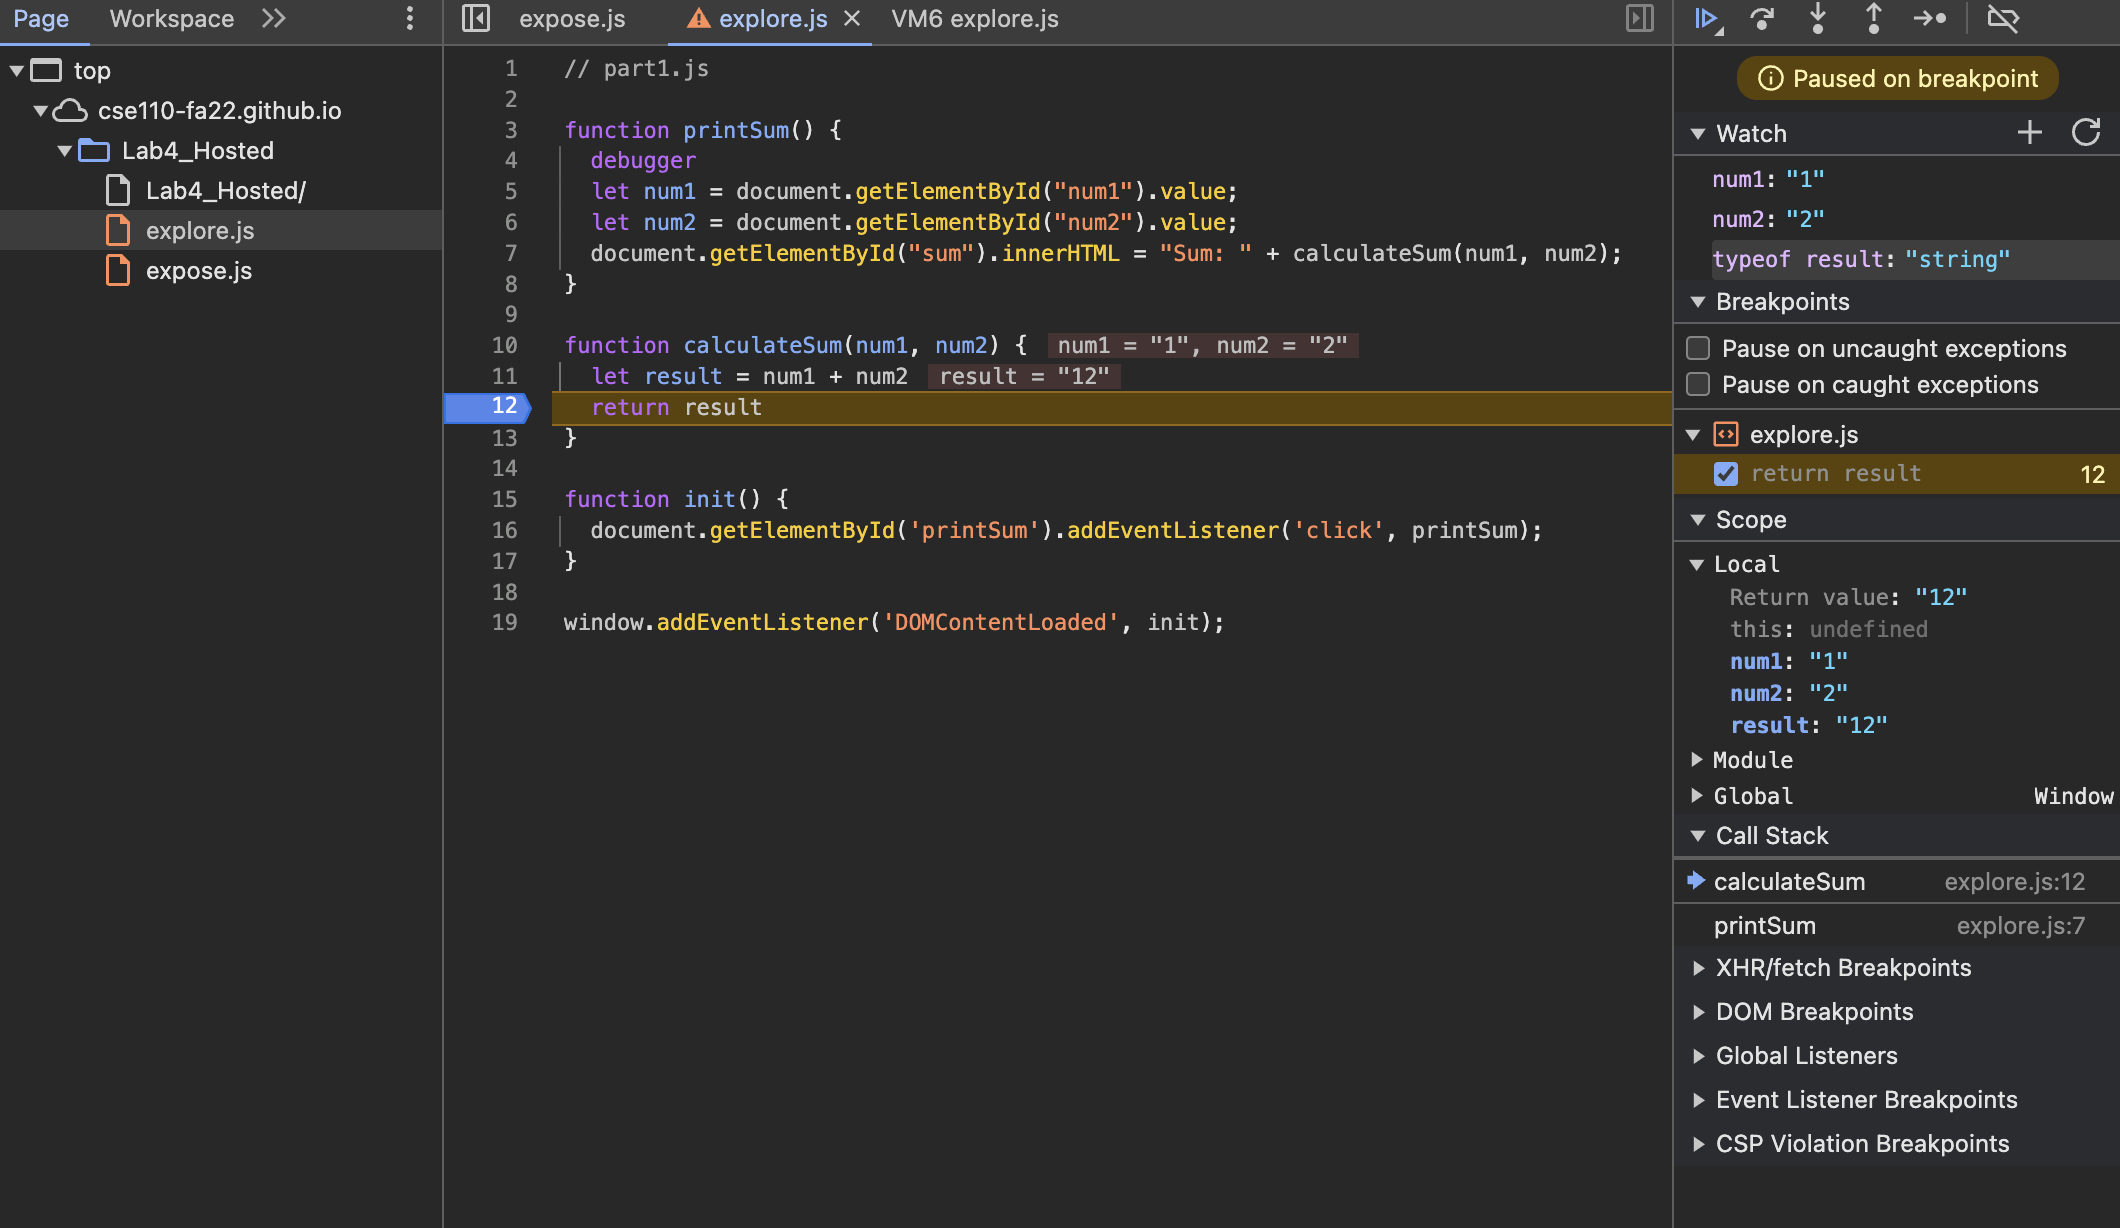 Page Workspace
top
cse110-fa22.github.io
Lab4_Hosted
Lab4_Hosted/
explore.js
expose.js
expose.js explore.js VM6 explore.js
1 // part1.js
2
3 function printSum() {
4 debugger
5 let num1 = document.getElementById("num1").value;
6 let num2 = document.getElementById("num2").value;
7 document.getElementById("sum").innerHTML = "Sum: " + calculateSum(num1, num2);
8 }
9
10 function calculateSum(num1, num2) { num1 = "1", num2 = "2"
11 let result = num1 + num2 result = "12"
12 return result
13 }
14
15 function init() {
16 document.getElementById('printSum').addEventListener('click', printSum);
17 }
18
19 window.addEventListener('DOMContentLoaded', init);
Paused on breakpoint
Watch
num1: "1"
num2: "2"
typeof result: "string"
Breakpoints
Pause on uncaught exceptions
Pause on caught exceptions
explore.js
return result 12
Scope
Local
Return value: "12"
this: undefined
num1: "1"
num2: "2"
result: "12"
Module
Global Window
Call Stack
calculateSum explore.js:12
printSum explore.js:7
XHR/fetch Breakpoints
DOM Breakpoints
Global Listeners
Event Listener Breakpoints
CSP Violation Breakpoints